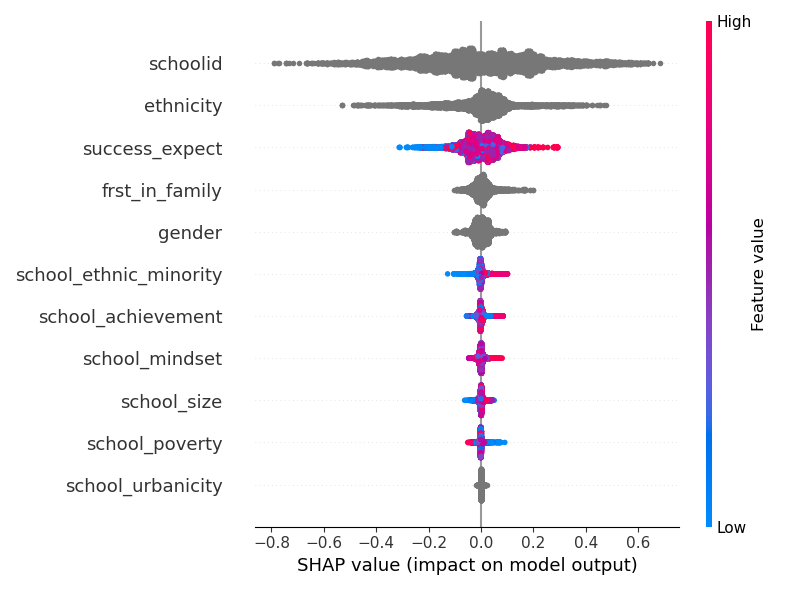 High
schoolid
ethnicity
success_expect
frst_in_family
gender
school_ethnic_minority
school_achievement
school_mindset
school_size
school_poverty
school_urbanicity
Feature value
Low
−0.8 −0.6 −0.4 −0.2 0.0 0.2 0.4 0.6
SHAP value (impact on model output)